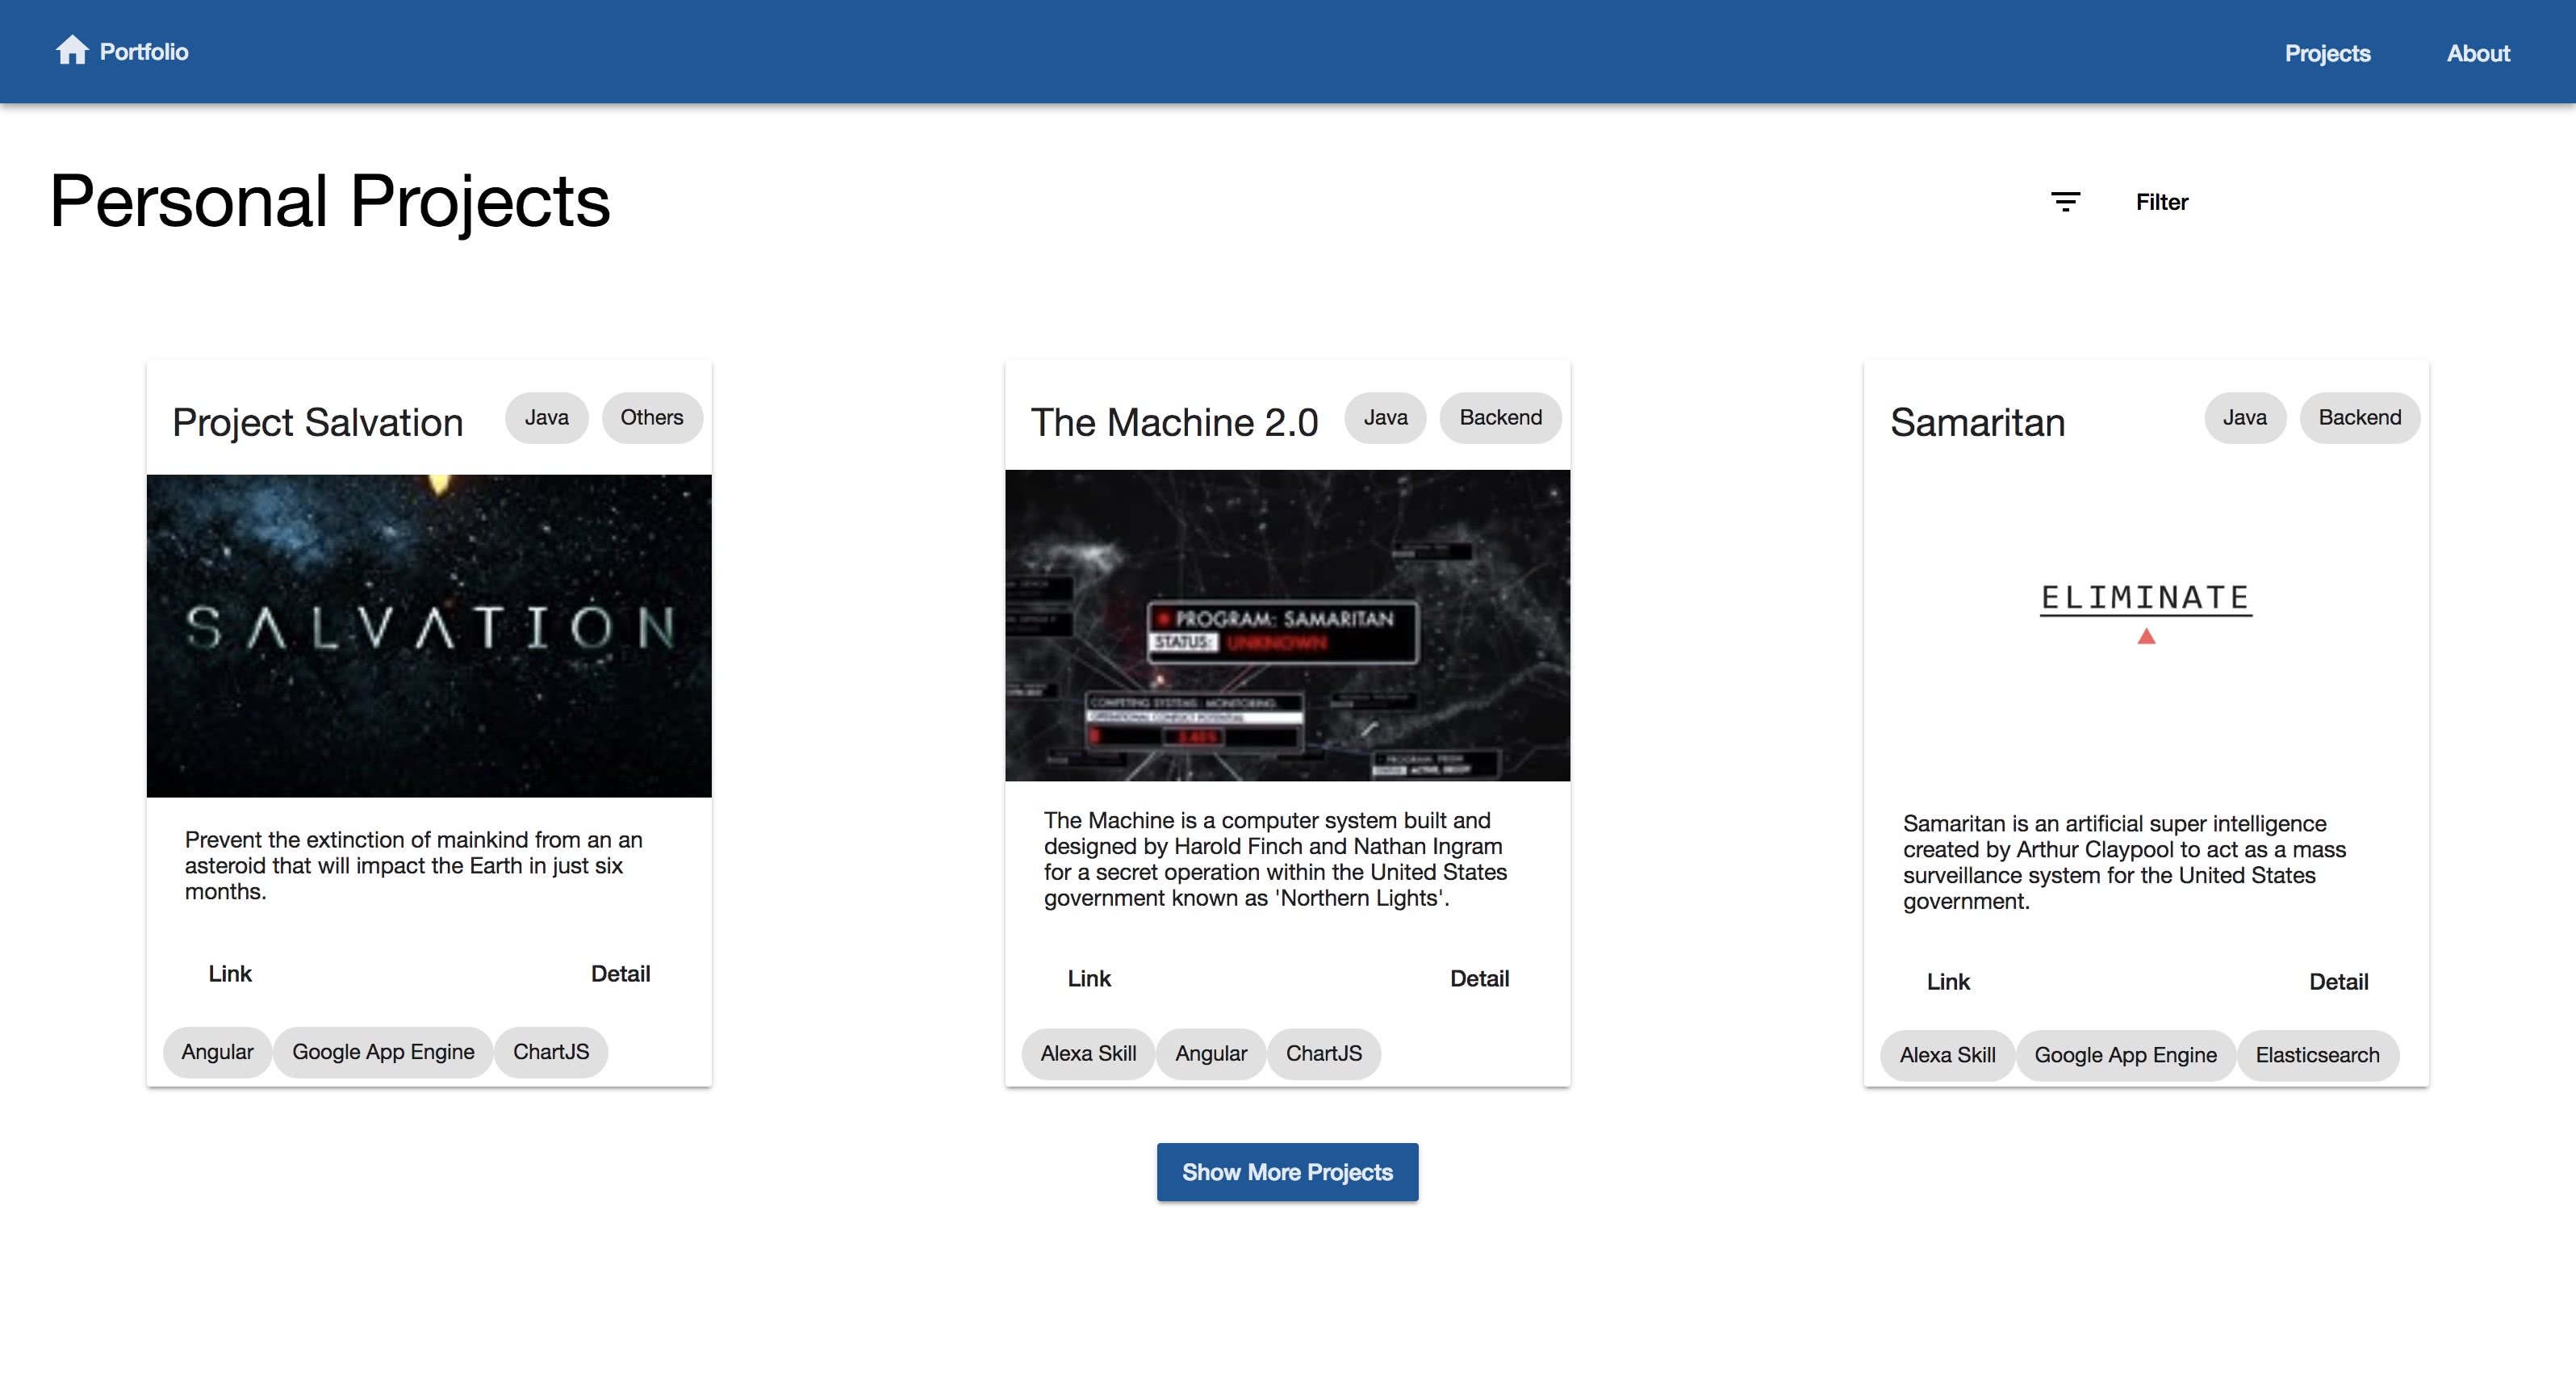 Portfolio
Projects
About
Personal Projects
Filter
Project Salvation
Java
Others
SALVATION
Prevent the extinction of mainkind from an an
asteroid that will impact the Earth in just six
months.
Link
Detail
Angular
Google App Engine
ChartJS
The Machine 2.0
Java
Backend
PROGRAM: SAMARITAN
STATUS: UNKNOWN
COMPETING SYSTEMS: MONITORING
The Machine is a computer system built and
designed by Harold Finch and Nathan Ingram
for a secret operation within the United States
government known as 'Northern Lights'.
Link
Detail
Alexa Skill
Angular
ChartJS
Samaritan
Java
Backend
ELIMINATE
Samaritan is an artificial super intelligence
created by Arthur Claypool to act as a mass
surveillance system for the United States
government.
Link
Detail
Alexa Skill
Google App Engine
Elasticsearch
Show More Projects